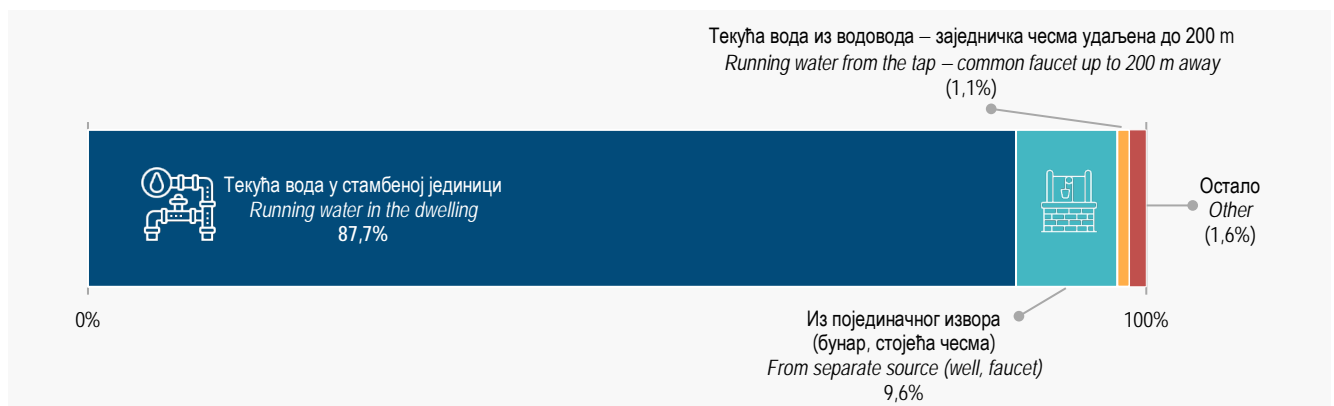 Текућа вода из водовода – заједничка чесма удаљена до 200 m
Running water from the tap – common faucet up to 200 m away
(1,1%)
Текућа вода у стамбеној јединици
Running water in the dwelling
87,7%
Остало
Other
(1,6%)
0%
100%
Из појединачног извора
(бунар, стојећа чесма)
From separate source (well, faucet)
9,6%